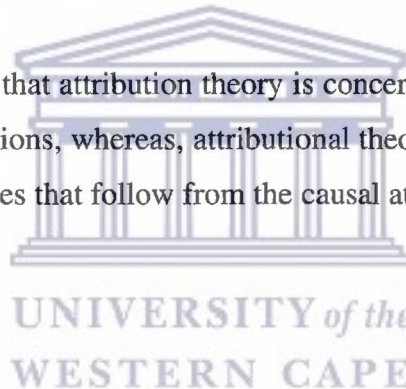 that attribution theory is concer
ions, whereas, attributional theo
es that follow from the causal at
UNIVERSITY of the
WESTERN CAPE